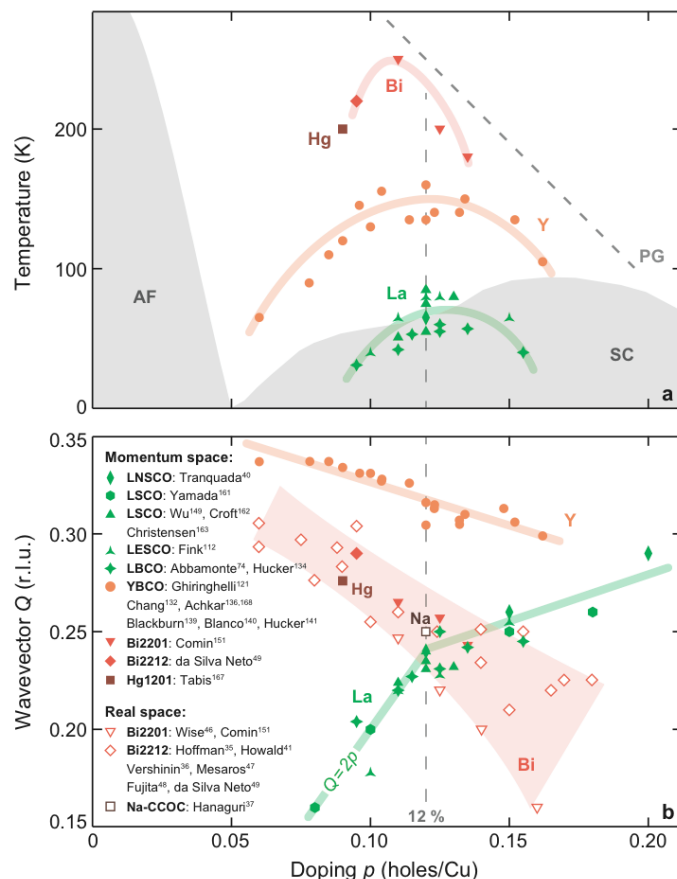 Temperature (K)
200
100
0
AF
Hg
Bi
Y
La
PG
SC
a
Wavevector Q (r.l.u.)
0.35
0.30
0.25
0.20
0.15
Momentum space:
LNSCO: Tranquada⁴⁰
LSCO: Yamada¹⁶¹
LSCO: Wu¹⁴⁹, Croft¹⁶²
Christensen¹⁶³
LESCO: Fink¹¹²
LBCO: Abbamonte⁷⁴, Hucker¹³⁴
YBCO: Ghiringhelli¹²¹
Chang¹³², Achkar¹³⁶,¹⁶⁸
Blackburn¹³⁹, Blanco¹⁴⁰, Hucker¹⁴¹
Bi2201: Comin¹⁵¹
Bi2212: da Silva Neto⁴⁹
Hg1201: Tabis¹⁶⁷
Real space:
Bi2201: Wise⁴⁶, Comin¹⁵¹
Bi2212: Hoffman³⁵, Howald⁴¹
Vershinin³⁶, Mesaros⁴⁷
Fujita⁴⁸, da Silva Neto⁴⁹
Na-CCOC: Hanaguri³⁷
Y
Hg
Na
La
Q=2p
Bi
12 %
b
0
0.05
0.10
0.15
0.20
Doping p (holes/Cu)